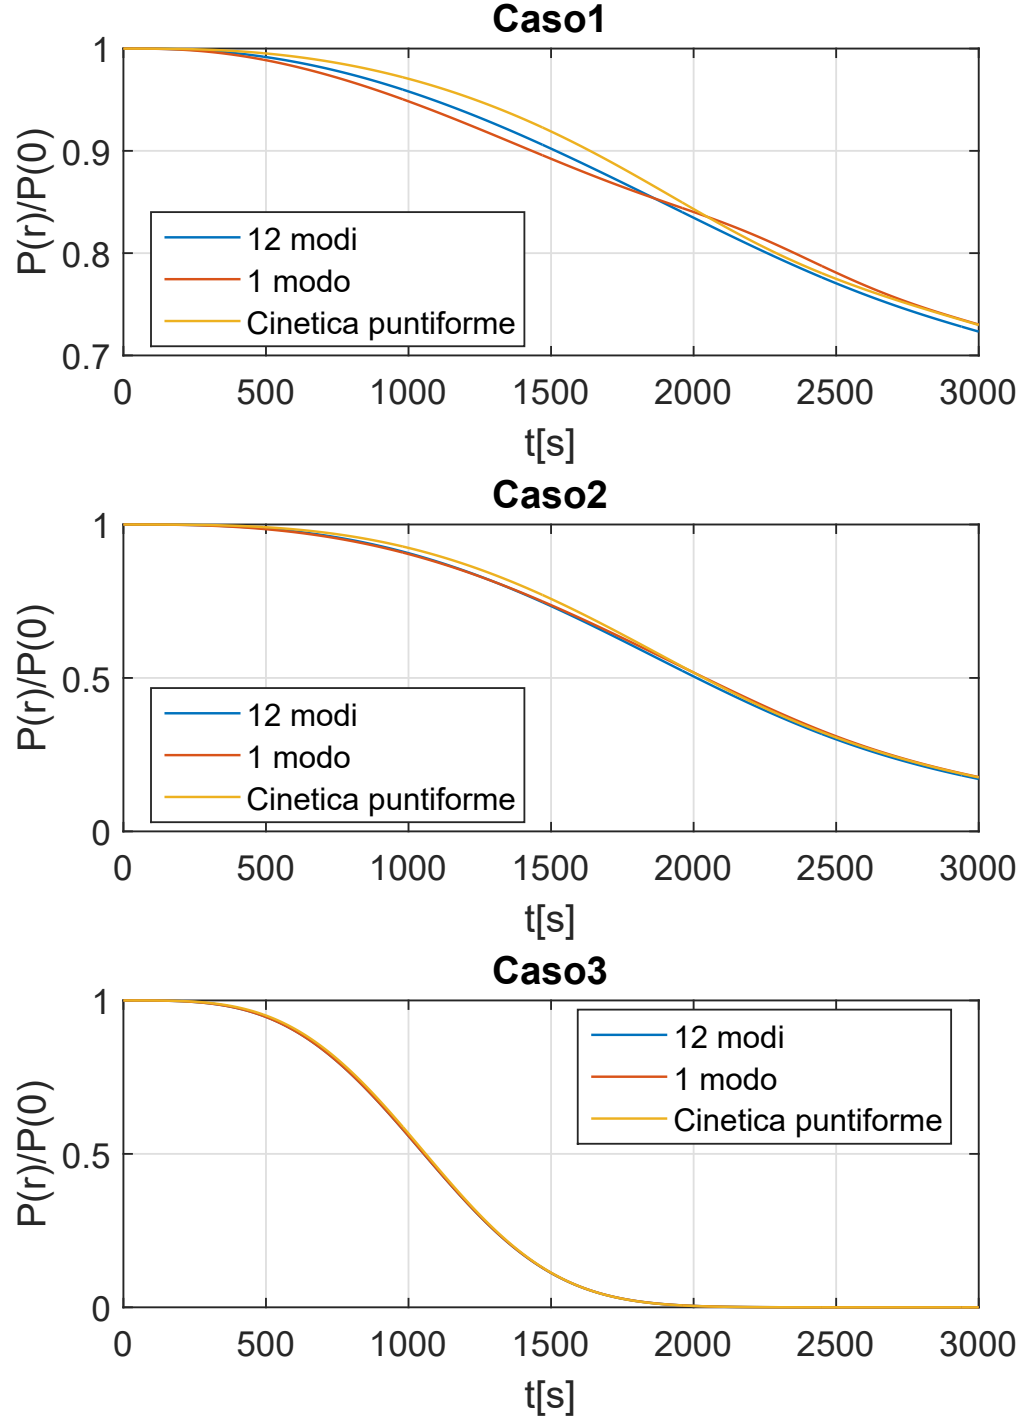 Caso1
P(r)/P(0)
1
0.9
0.8
0.7
12 modi
1 modo
Cinetica puntiforme
0 500 1000 1500 2000 2500 3000
t[s]
Caso2
P(r)/P(0)
1
0.5
0
12 modi
1 modo
Cinetica puntiforme
0 500 1000 1500 2000 2500 3000
t[s]
Caso3
P(r)/P(0)
1
0.5
0
12 modi
1 modo
Cinetica puntiforme
0 500 1000 1500 2000 2500 3000
t[s]